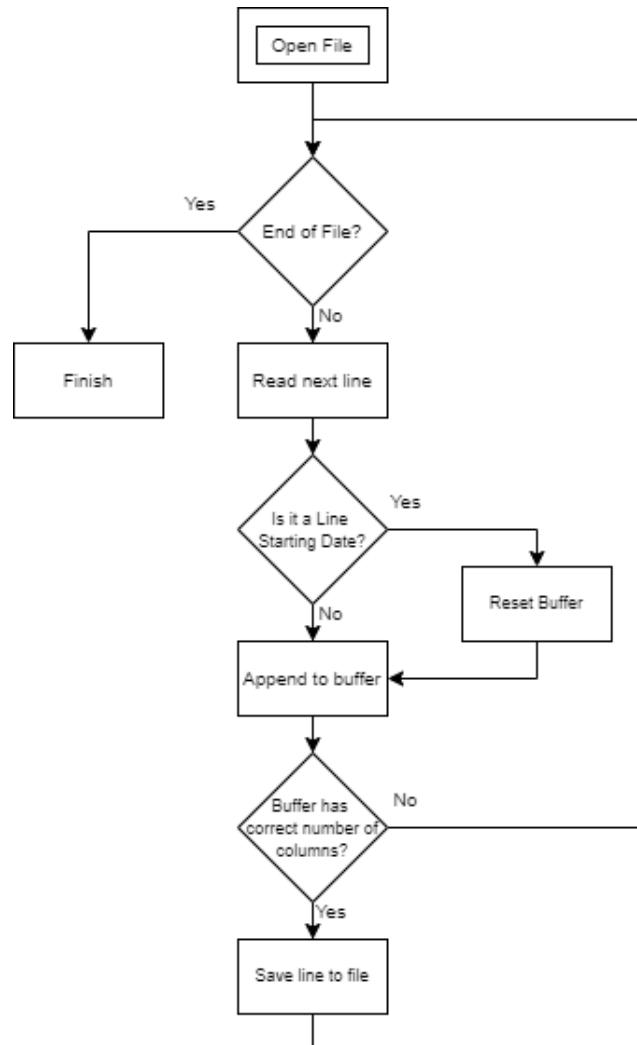 Open File
Yes
End of File?
No
Finish
Read next line
Yes
Is it a Line
Starting Date?
Reset Buffer
No
Append to buffer
No
Buffer has
correct number of
columns?
Yes
Save line to file